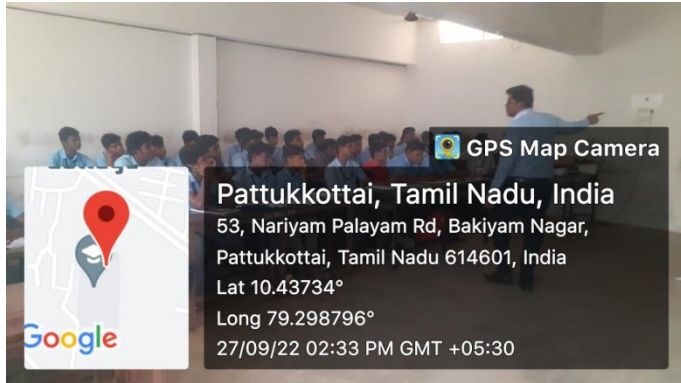 GPS Map Camera
Pattukkottai, Tamil Nadu, India
53, Nariyam Palayam Rd, Bakiyam Nagar,
Pattukkottai, Tamil Nadu 614601, India
Lat 10.43734°
Long 79.298796°
27/09/22 02:33 PM GMT +05:30
Google